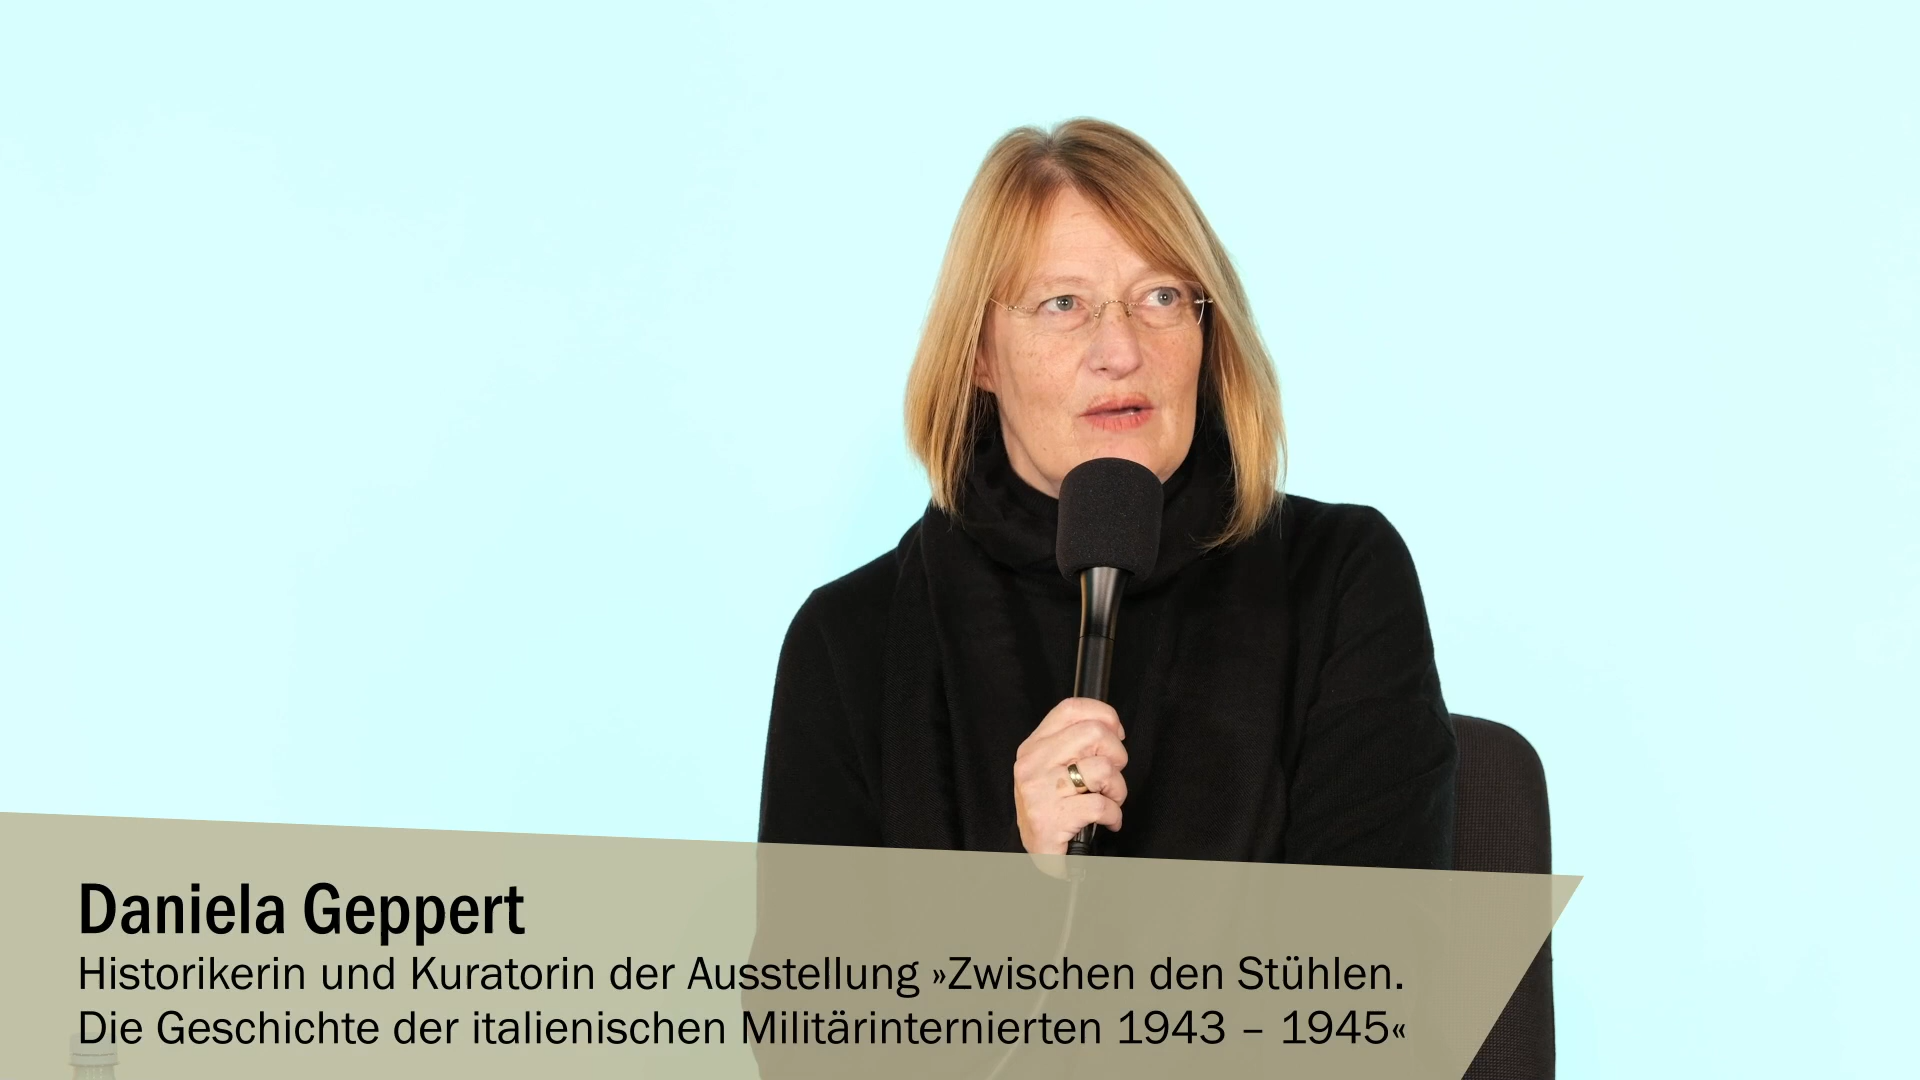 Daniela Geppert
Historikerin und Kuratorin der Ausstellung »Zwischen den Stühlen.
Die Geschichte der italienischen Militärinternierten 1943 – 1945«